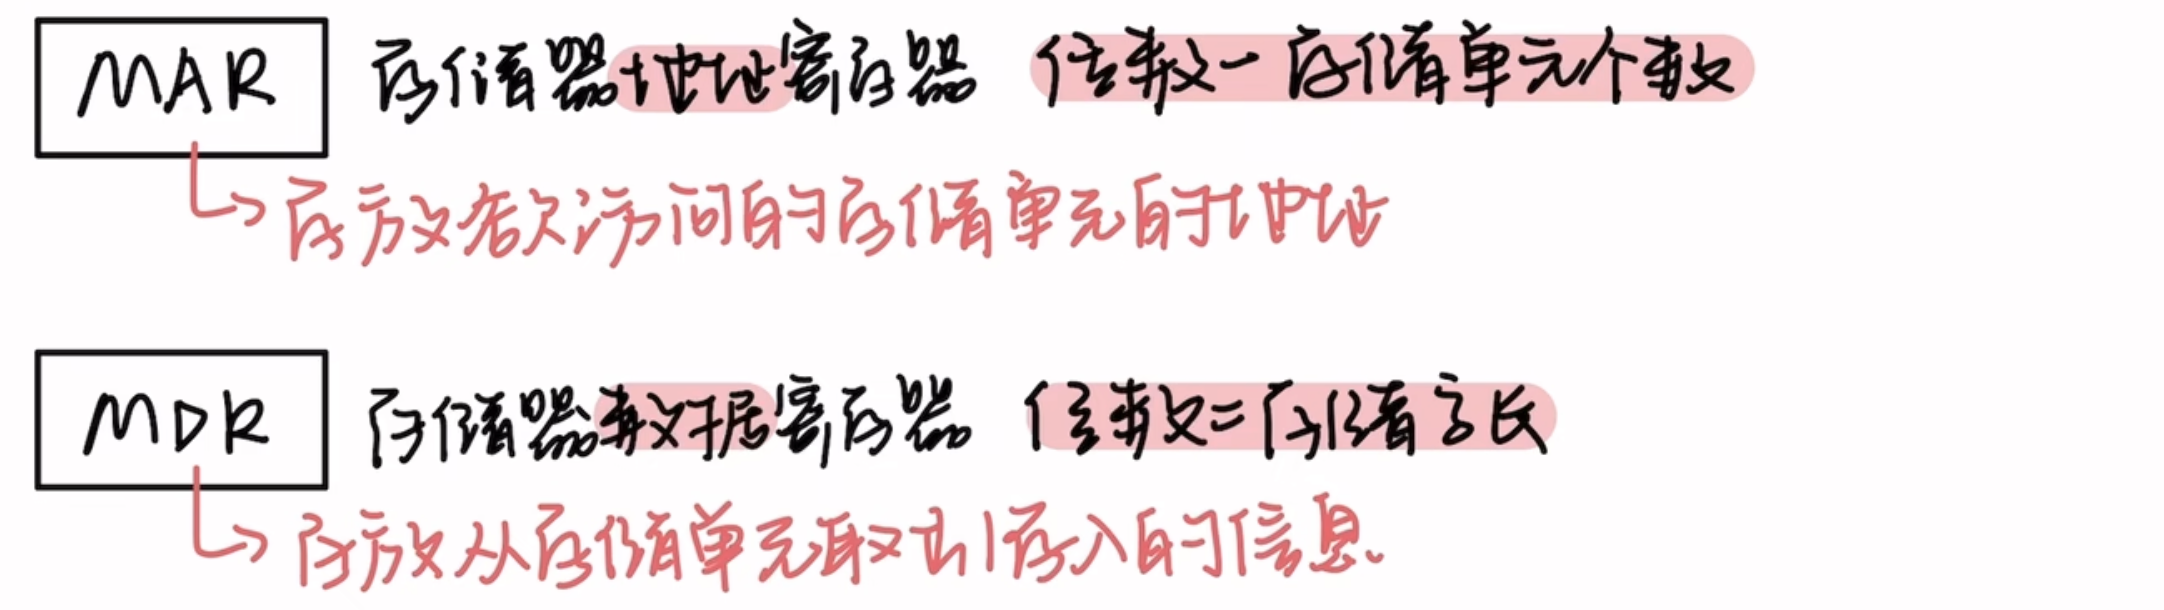 MAR 存储器地址寄存器 位数一存储单元个数
存放欲访问的存储单元的地址
MDR 存储器数据寄存器 位数=存储字长
存放从存储单元取出/存入的信息。